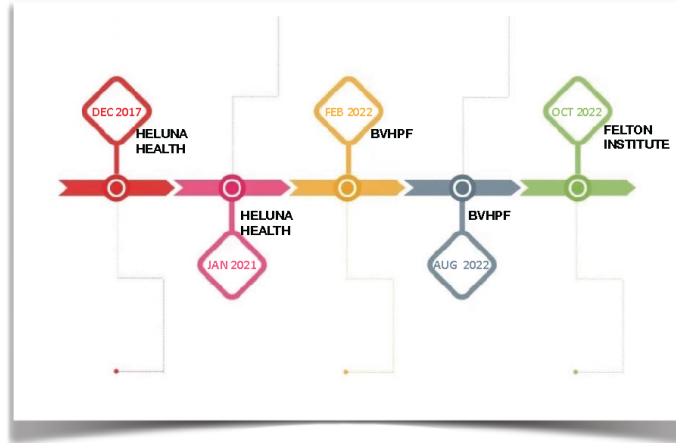 DEC 2017
HELUNA
HEALTH
JAN 2021
HELUNA
HEALTH
FEB 2022
BVHPF
AUG 2022
BVHPF
OCT 2022
FELTON
INSTITUTE